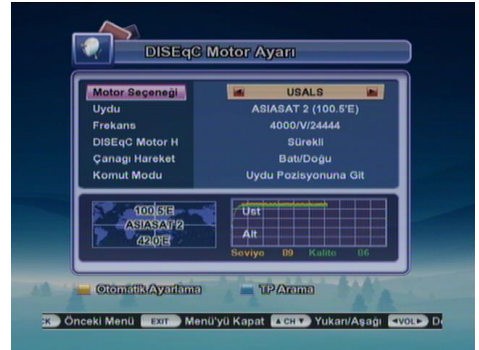 DISEqC Motor Ayarı
Motor Seçeneği USALS
Uydu ASIASAT 2 (100.5'E)
Frekans 4000/V/24444
DISEqC Motor H Sürekli
Çanagı Hareket Batı/Doğu
Komut Modu Uydu Pozisyonuna Git
100.5'E
ASIASAT 2
42.0'E
Üst
Alt
Seviye 89 Kalite 86
Otomatik Ayarlama TP Arama
CK Önceki Menü EXIT Menü'yü Kapat ▲ CH ▼ Yukarı/Aşağı ◄VOL► D